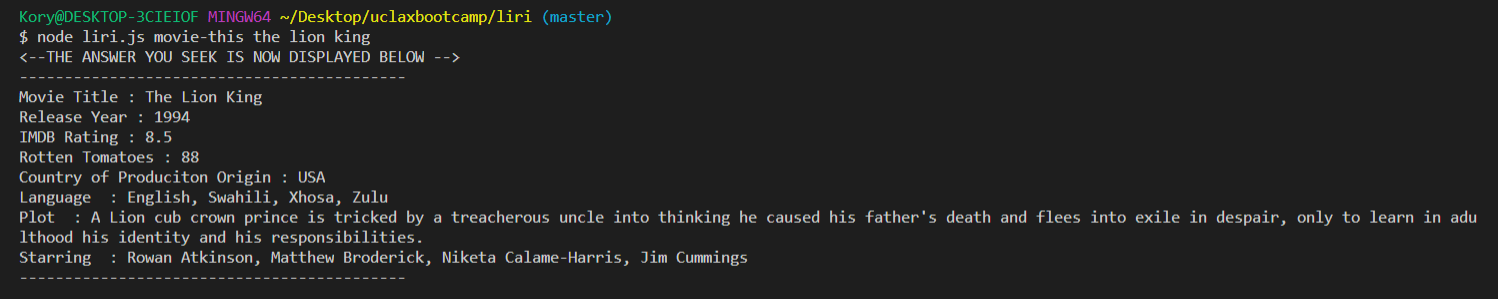 Kory@DESKTOP-3CIEIOF MINGW64 ~/Desktop/uclaxbootcamp/liri (master)
$ node liri.js movie-this the lion king
<--THE ANSWER YOU SEEK IS NOW DISPLAYED BELOW -->
-------------------------------------------
Movie Title : The Lion King
Release Year : 1994
IMDB Rating : 8.5
Rotten Tomatoes : 88
Country of Produciton Origin : USA
Language  : English, Swahili, Xhosa, Zulu
Plot  : A Lion cub crown prince is tricked by a treacherous uncle into thinking he caused his father's death and flees into exile in despair, only to learn in adu
lthood his identity and his responsibilities.
Starring  : Rowan Atkinson, Matthew Broderick, Niketa Calame-Harris, Jim Cummings
-------------------------------------------